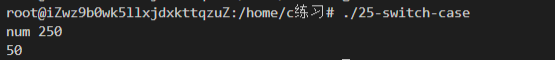 root@iZwz9b0wk5llxjdxkttqzuZ:/home/c练习# ./25-switch-case
num 250
50